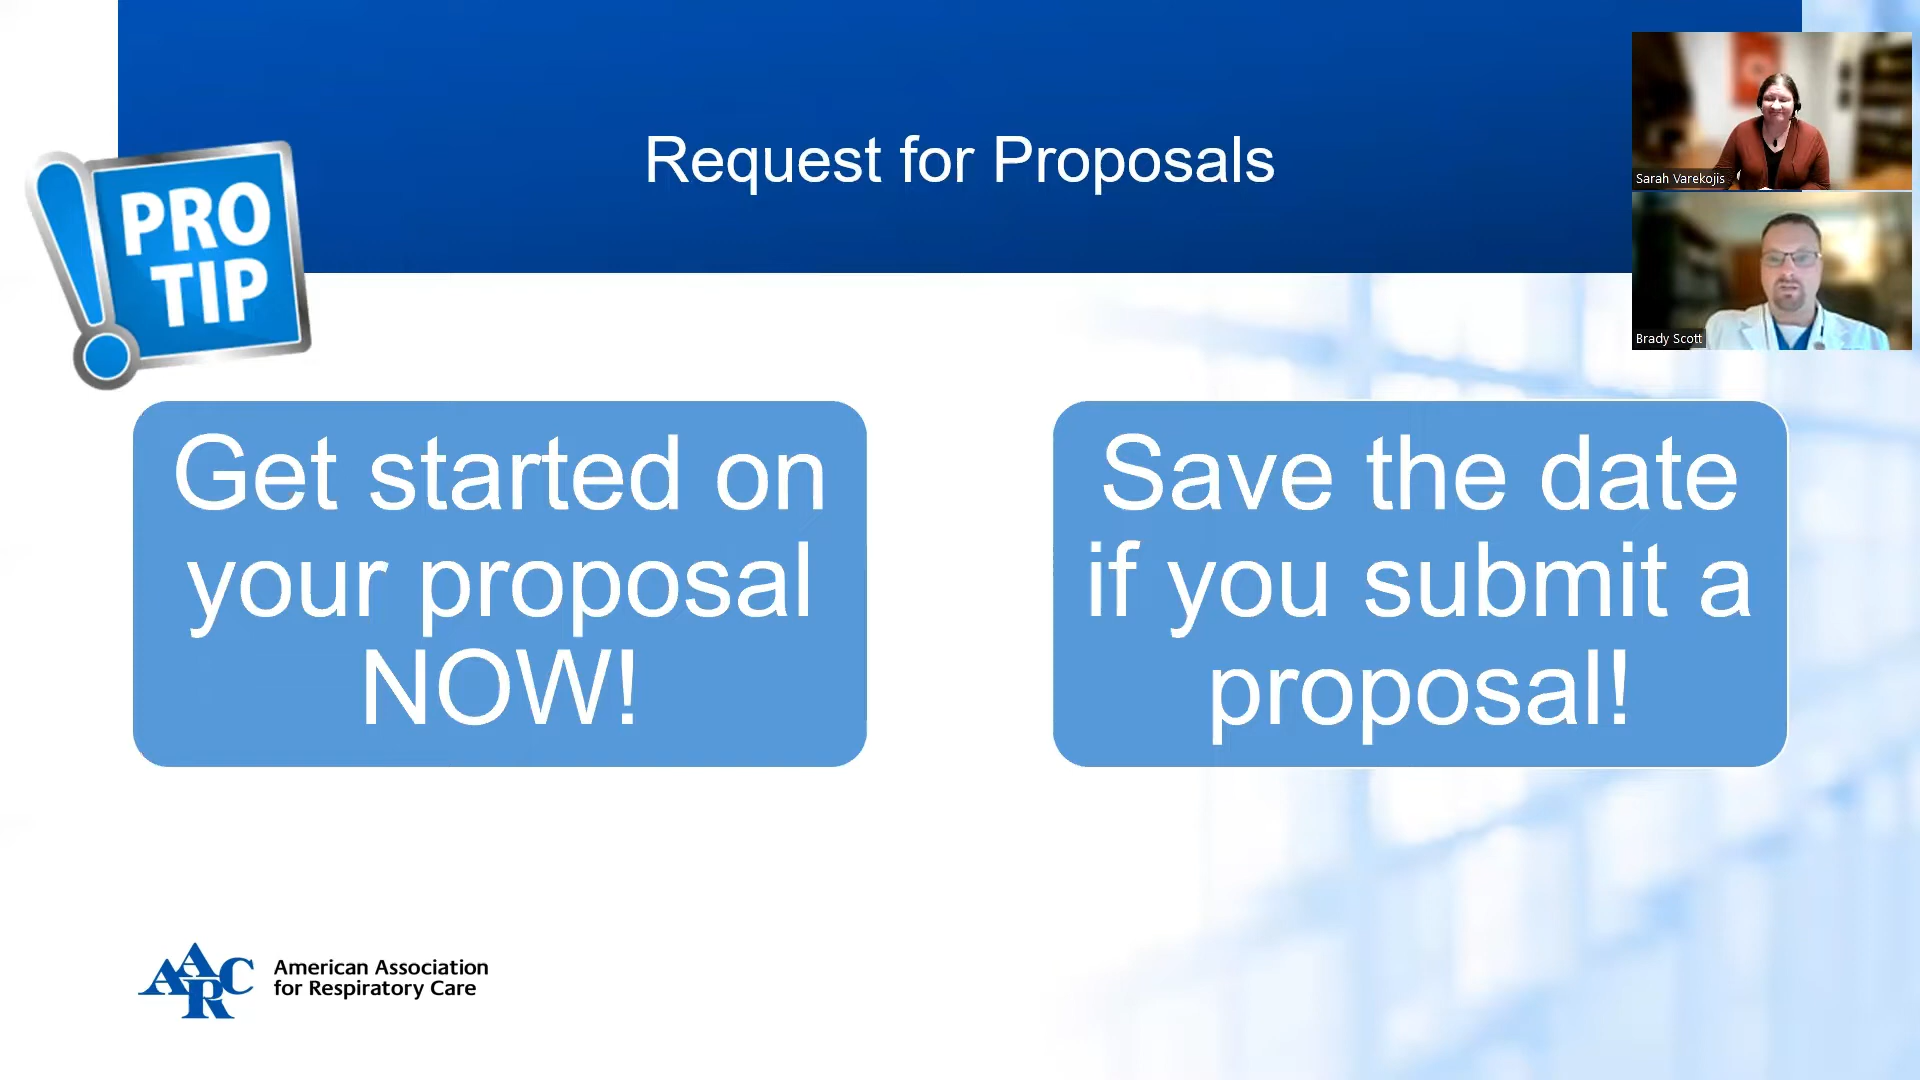 Request for Proposals
PRO
TIP
Sarah Varekojis
Brady Scott
Get started on
your proposal
NOW!
Save the date
if you submit a
proposal!
AARC
American Association
for Respiratory Care